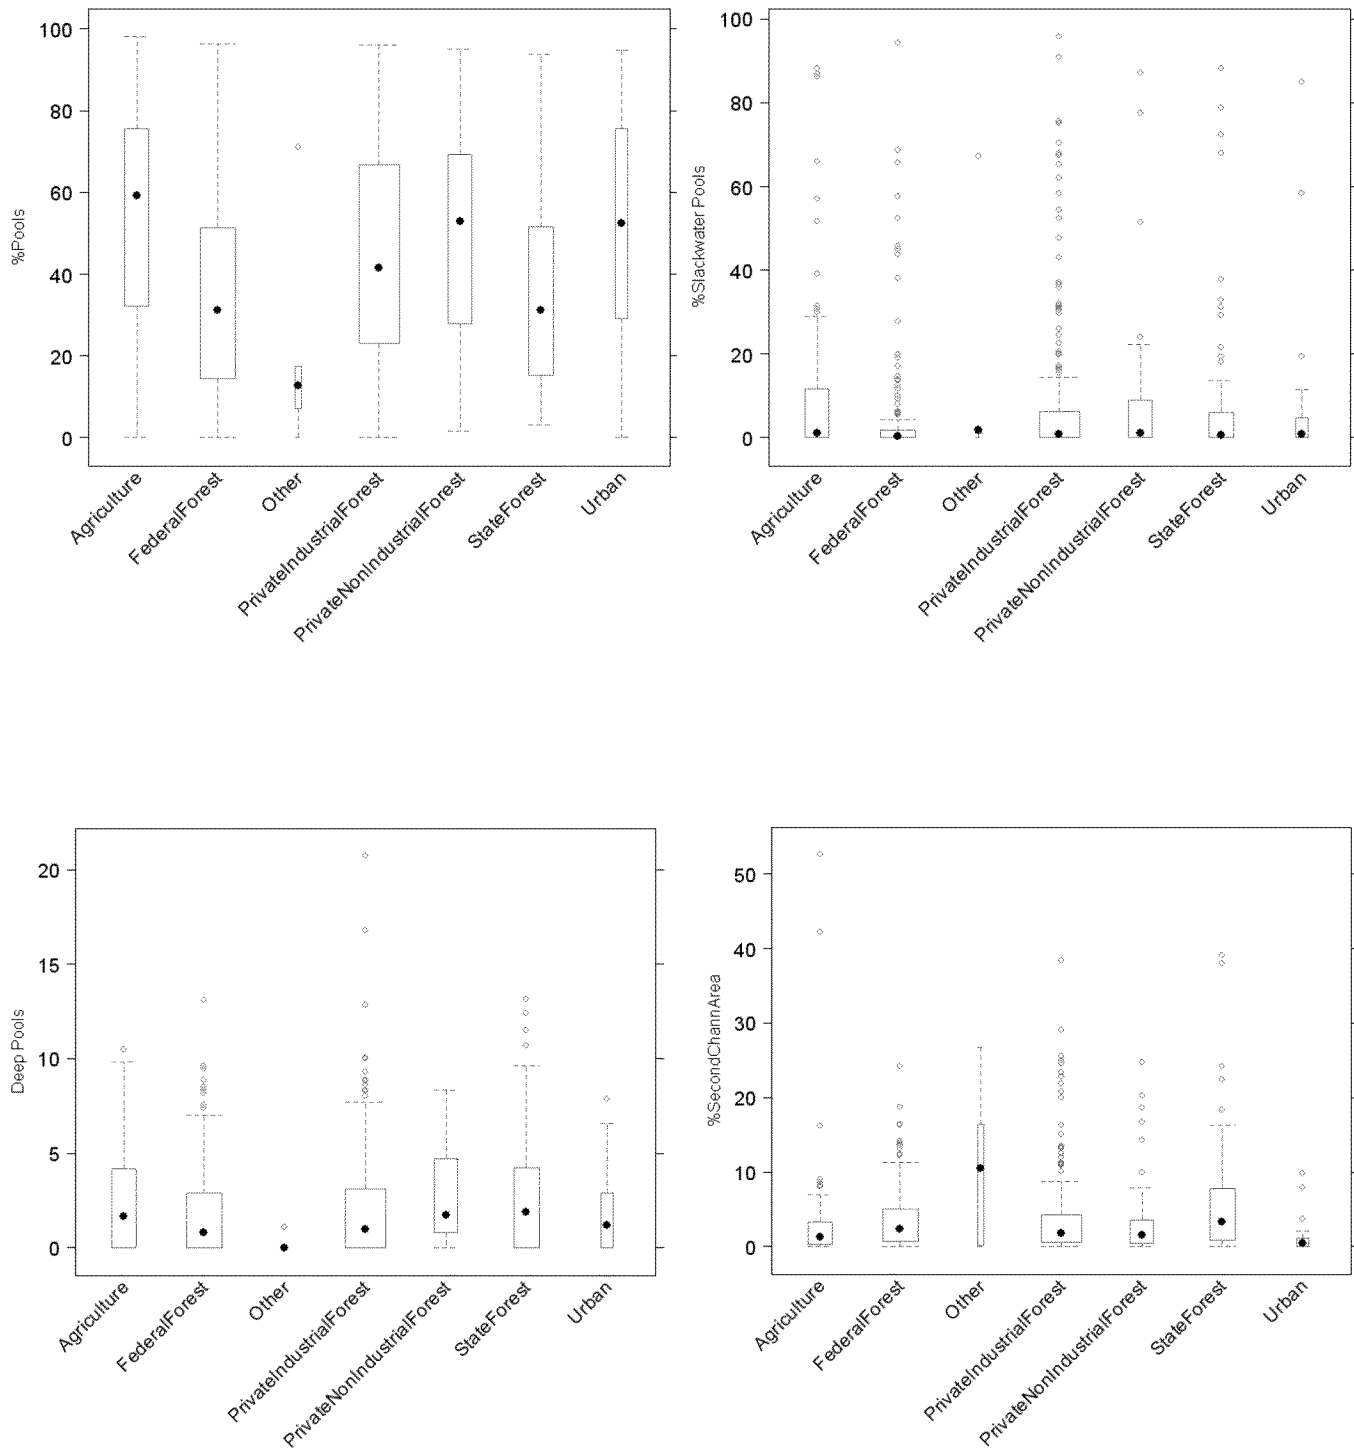 %Pools
100
80
60
40
20
0
Agriculture
FederalForest
Other
PrivateIndustrialForest
PrivateNonIndustrialForest
StateForest
Urban
%Slackwater Pools
100
80
60
40
20
0
Agriculture
FederalForest
Other
PrivateIndustrialForest
PrivateNonIndustrialForest
StateForest
Urban
Deep Pools
20
15
10
5
0
Agriculture
FederalForest
Other
PrivateIndustrialForest
PrivateNonIndustrialForest
StateForest
Urban
%SecondChannArea
50
40
30
20
10
0
Agriculture
FederalForest
Other
PrivateIndustrialForest
PrivateNonIndustrialForest
StateForest
Urban